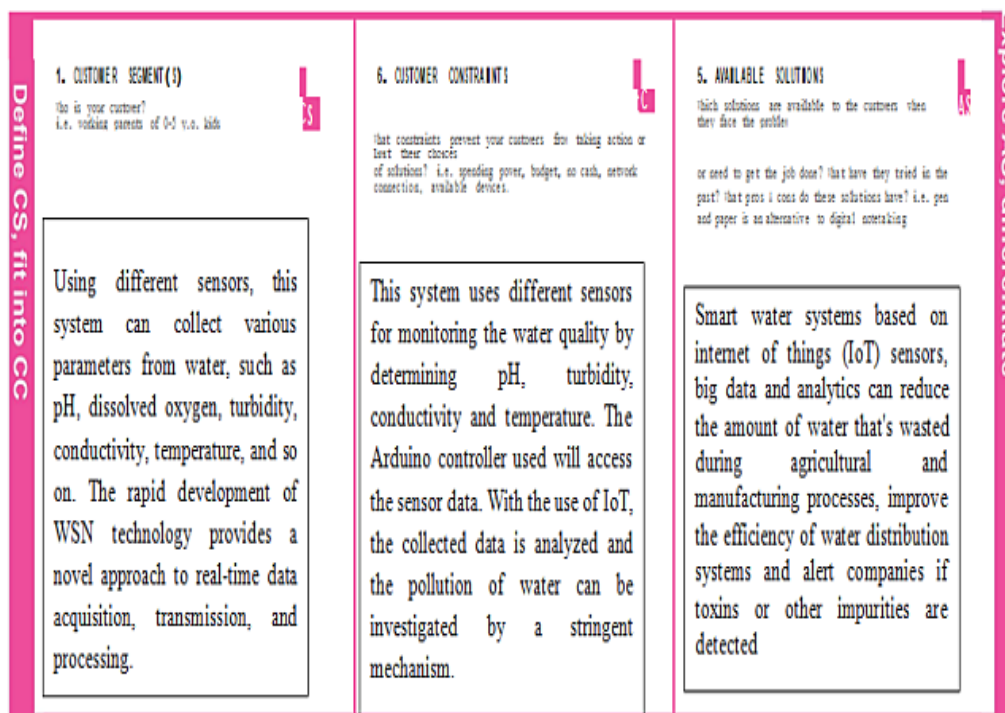 Define CS, fit into CC
1. CUSTOMER SEGMENT(S)
CS
Who is your customer?
i.e. working parents of 0-5 y.o. kids
Using different sensors, this
system can collect various
parameters from water, such as
pH, dissolved oxygen, turbidity,
conductivity, temperature, and so
on. The rapid development of
WSN technology provides a
novel approach to real-time data
acquisition, transmission, and
processing.
6. CUSTOMER CONSTRAINTS
What constraints prevent your customers from taking action or
limit their choices
of solutions? i.e. spending power, budget, no cash, network
connection, available devices.
This system uses different sensors
for monitoring the water quality by
determining pH, turbidity,
conductivity and temperature. The
Arduino controller used will access
the sensor data. With the use of IoT,
the collected data is analyzed and
the pollution of water can be
investigated by a stringent
mechanism.
5. AVAILABLE SOLUTIONS
AS
Which solutions are available to the customers when
they face the problem
or need to get the job done? What have they tried in the
past? What pros & cons do these solutions have? i.e. pen
and paper is an alternative to digital notetaking
Smart water systems based on
internet of things (IoT) sensors,
big data and analytics can reduce
the amount of water that's wasted
during agricultural and
manufacturing processes, improve
the efficiency of water distribution
systems and alert companies if
toxins or other impurities are
detected